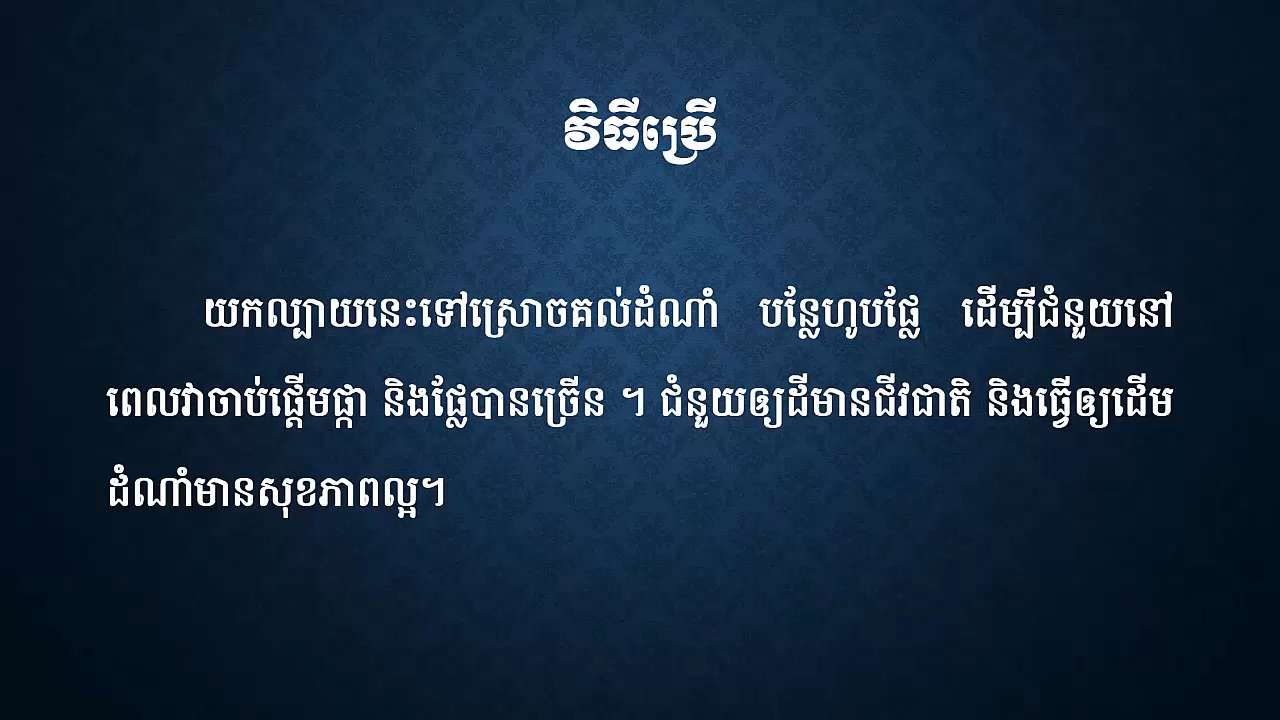 វិធីប្រើ
យកល្បាយនេះទៅស្រោចគល់ដំណាំ បន្លែហូបផ្លែ ដើម្បីជំនួយនៅ
ពេលវាចាប់ផ្ដើមផ្កា និងផ្លែបានច្រើន ។ ជំនួយឲ្យដីមានជីវជាតិ និងធ្វើឲ្យដើម
ដំណាំមានសុខភាពល្អ។